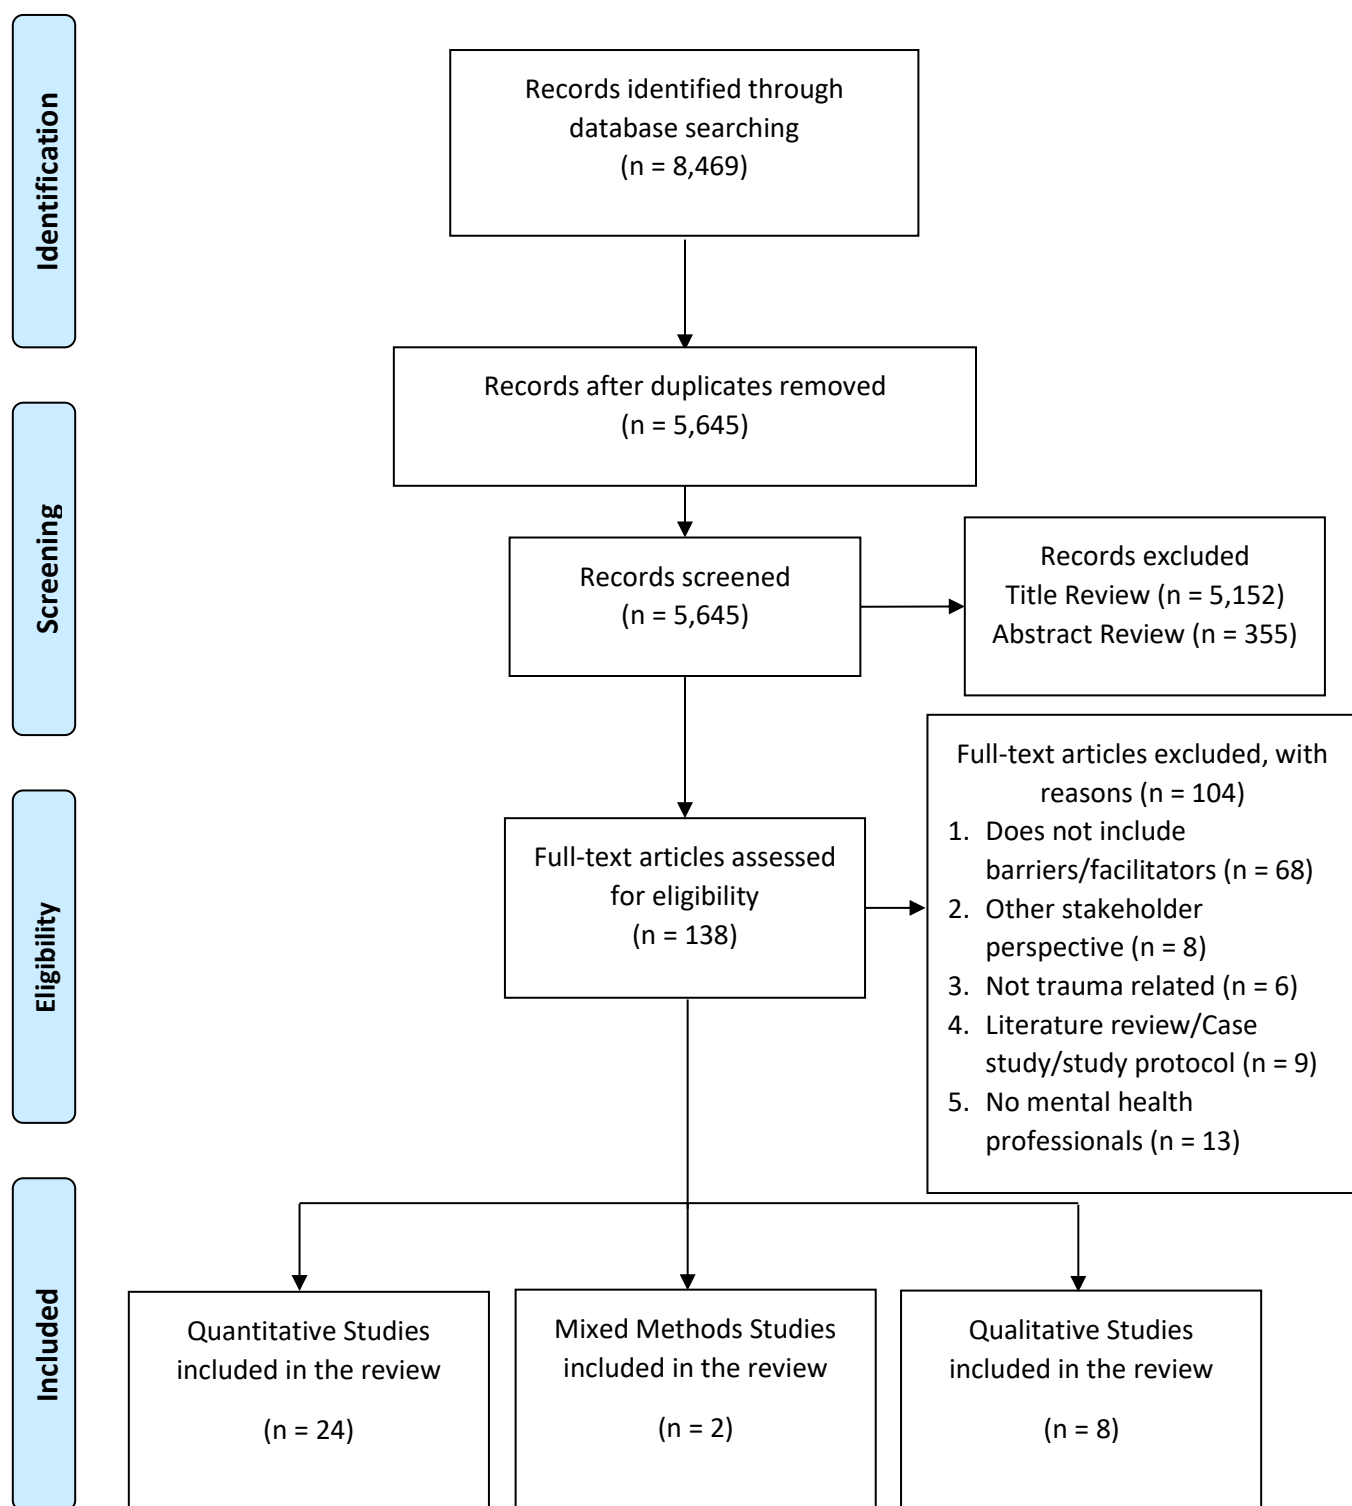 Identification
Records identified through
database searching
(n = 8,469)
Records after duplicates removed
(n = 5,645)
Screening
Records screened
(n = 5,645)
Records excluded
Title Review (n = 5,152)
Abstract Review (n = 355)
Eligibility
Full-text articles assessed
for eligibility
(n = 138)
Full-text articles excluded, with
reasons (n = 104)
1. Does not include
barriers/facilitators (n = 68)
2. Other stakeholder
perspective (n = 8)
3. Not trauma related (n = 6)
4. Literature review/Case
study/study protocol (n = 9)
5. No mental health
professionals (n = 13)
Included
Quantitative Studies
included in the review
(n = 24)
Mixed Methods Studies
included in the review
(n = 2)
Qualitative Studies
included in the review
(n = 8)